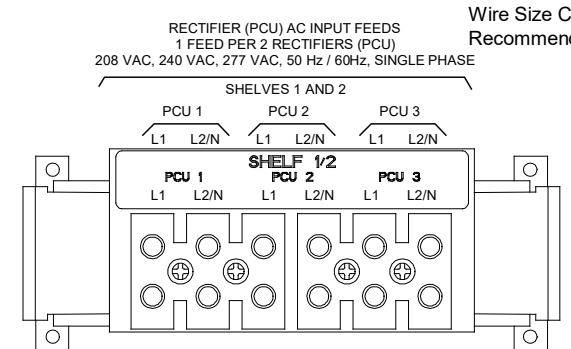 Wire Size C
Recommen
RECTIFIER (PCU) AC INPUT FEEDS
1 FEED PER 2 RECTIFIERS (PCU)
208 VAC, 240 VAC, 277 VAC, 50 Hz / 60Hz, SINGLE PHASE
SHELVES 1 AND 2
PCU 1 PCU 2 PCU 3
L1 L2/N L1 L2/N L1 L2/N
SHELF 1/2
PCU 1 PCU 2 PCU 3
L1 L2/N L1 L2/N L1 L2/N